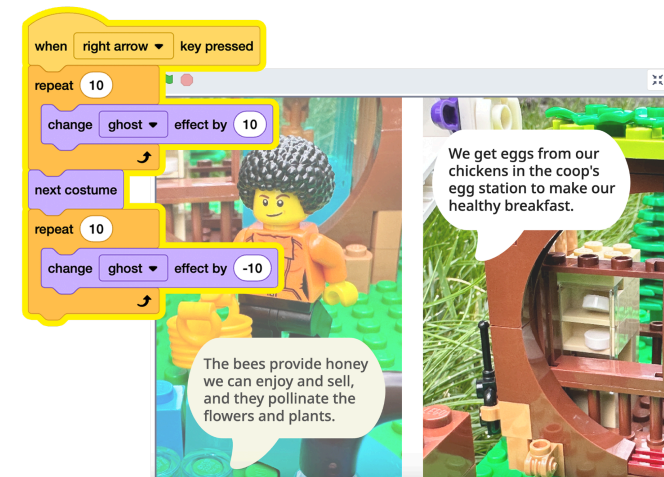 when right arrow key pressed
repeat 10
change ghost effect by 10
next costume
repeat 10
change ghost effect by -10
The bees provide honey
we can enjoy and sell,
and they pollinate the
flowers and plants.
We get eggs from our
chickens in the coop's
egg station to make our
healthy breakfast.